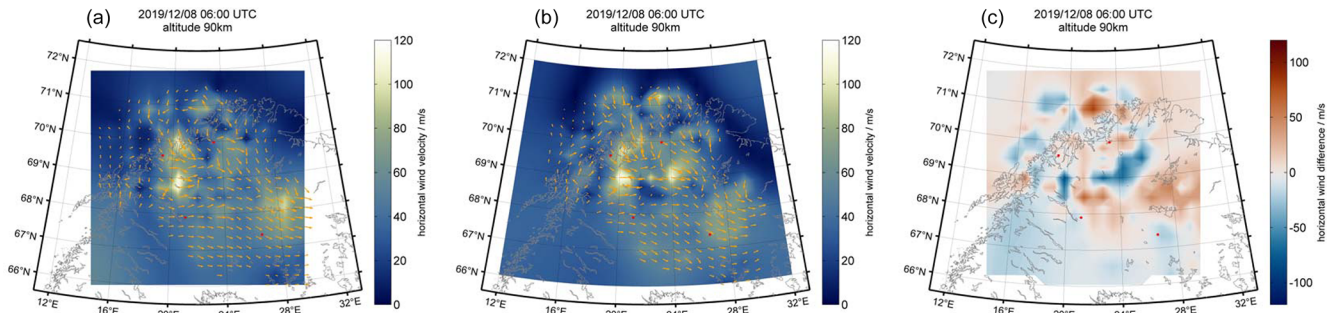 (a)
2019/12/08 06:00 UTC
altitude 90km
72°N
71°N
70°N
69°N
68°N
67°N
66°N
12°E
16°E
24°E
28°E
32°E
120
100
80
60
40
20
0
horizontal wind velocity / m/s
(b)
2019/12/08 06:00 UTC
altitude 90km
72°N
71°N
70°N
69°N
68°N
67°N
66°N
12°E
16°E
24°E
28°E
32°E
120
100
80
60
40
20
0
horizontal wind velocity / m/s
(c)
2019/12/08 06:00 UTC
altitude 90km
72°N
71°N
70°N
69°N
68°N
67°N
66°N
12°E
16°E
24°E
28°E
32°E
100
50
0
-50
-100
horizontal wind difference / m/s